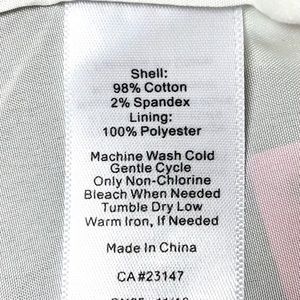 Shell:
98% Cotton
2% Spandex
Lining:
100% Polyester
Machine Wash Cold
Gentle Cycle
Only Non-Chlorine
Bleach When Needed
Tumble Dry Low
Warm Iron, If Needed
Made In China
CA#23147